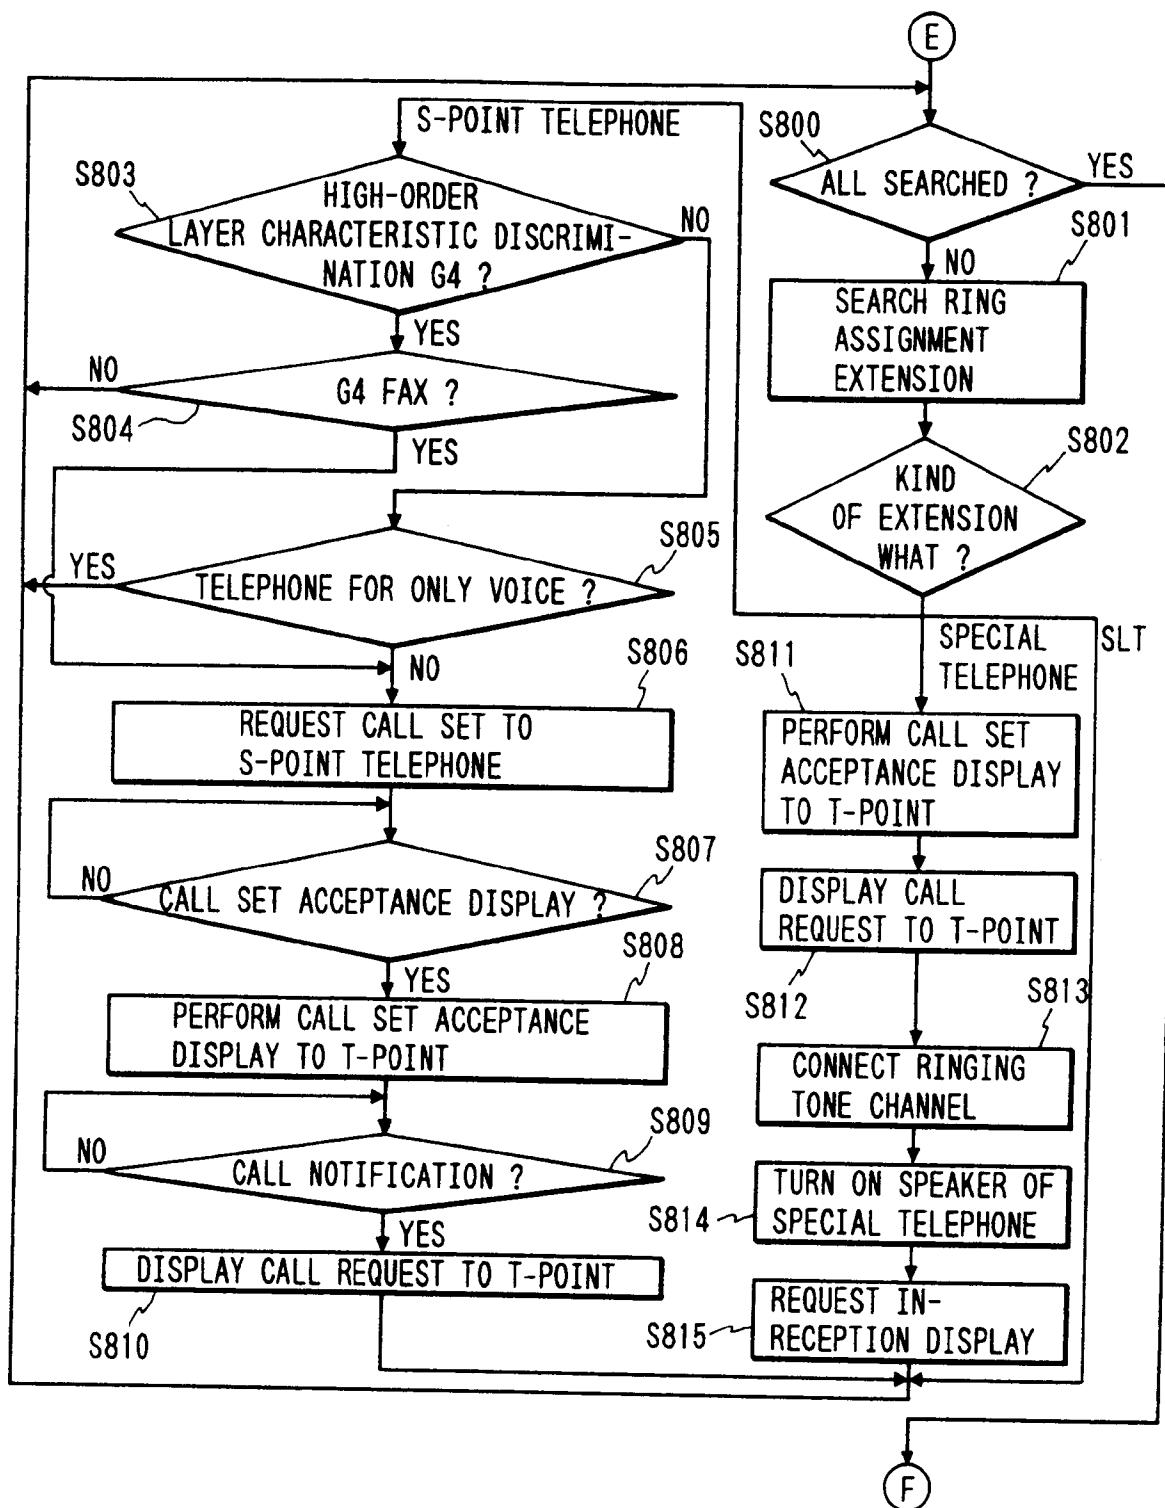 E
S800
ALL SEARCHED ?
YES
NO
S801
SEARCH RING
ASSIGNMENT
EXTENSION
S802
KIND
OF EXTENSION
WHAT ?
S-POINT TELEPHONE
SPECIAL
TELEPHONE
SLT
S803
HIGH-ORDER
LAYER CHARACTERISTIC DISCRIMI-
NATION G4 ?
NO
YES
S804
G4 FAX ?
NO
YES
S805
TELEPHONE FOR ONLY VOICE ?
YES
NO
S806
REQUEST CALL SET TO
S-POINT TELEPHONE
S807
CALL SET ACCEPTANCE DISPLAY ?
NO
YES
S808
PERFORM CALL SET ACCEPTANCE
DISPLAY TO T-POINT
S809
CALL NOTIFICATION ?
NO
YES
DISPLAY CALL REQUEST TO T-POINT
S810
S811
PERFORM CALL SET
ACCEPTANCE DISPLAY
TO T-POINT
DISPLAY CALL
REQUEST TO T-POINT
S812
S813
CONNECT RINGING
TONE CHANNEL
S814
TURN ON SPEAKER OF
SPECIAL TELEPHONE
S815
REQUEST IN-
RECEPTION DISPLAY
F